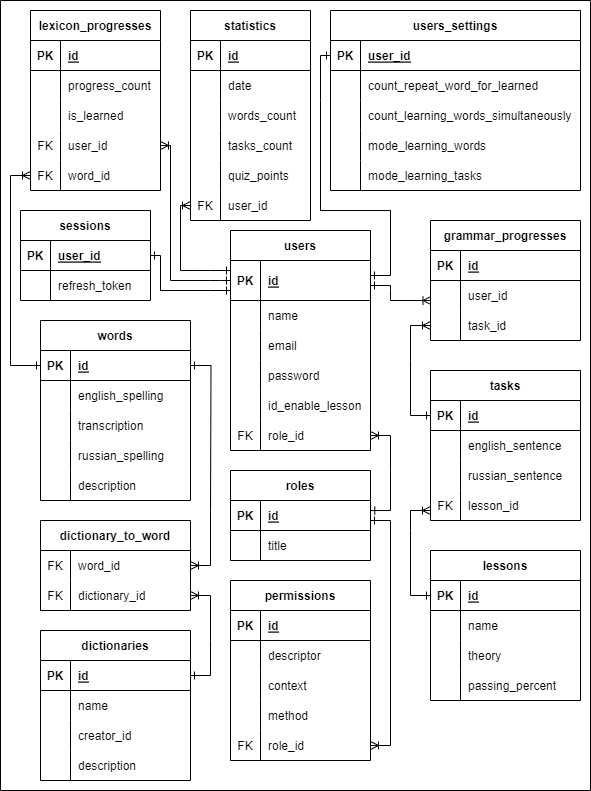 lexicon_progresses
PK id
progress_count
is_learned
FK user_id
FK word_id
statistics
PK id
date
words_count
tasks_count
quiz_points
FK user_id
users_settings
PK user_id
count_repeat_word_for_learned
count_learning_words_simultaneously
mode_learning_words
mode_learning_tasks
sessions
PK user_id
refresh_token
users
PK id
name
email
password
id_enable_lesson
FK role_id
grammar_progresses
PK id
user_id
task_id
words
PK id
english_spelling
transcription
russian_spelling
description
tasks
PK id
english_sentence
russian_sentence
FK lesson_id
roles
PK id
title
dictionary_to_word
FK word_id
FK dictionary_id
lessons
PK id
name
theory
passing_percent
permissions
PK id
descriptor
context
method
FK role_id
dictionaries
PK id
name
creator_id
description